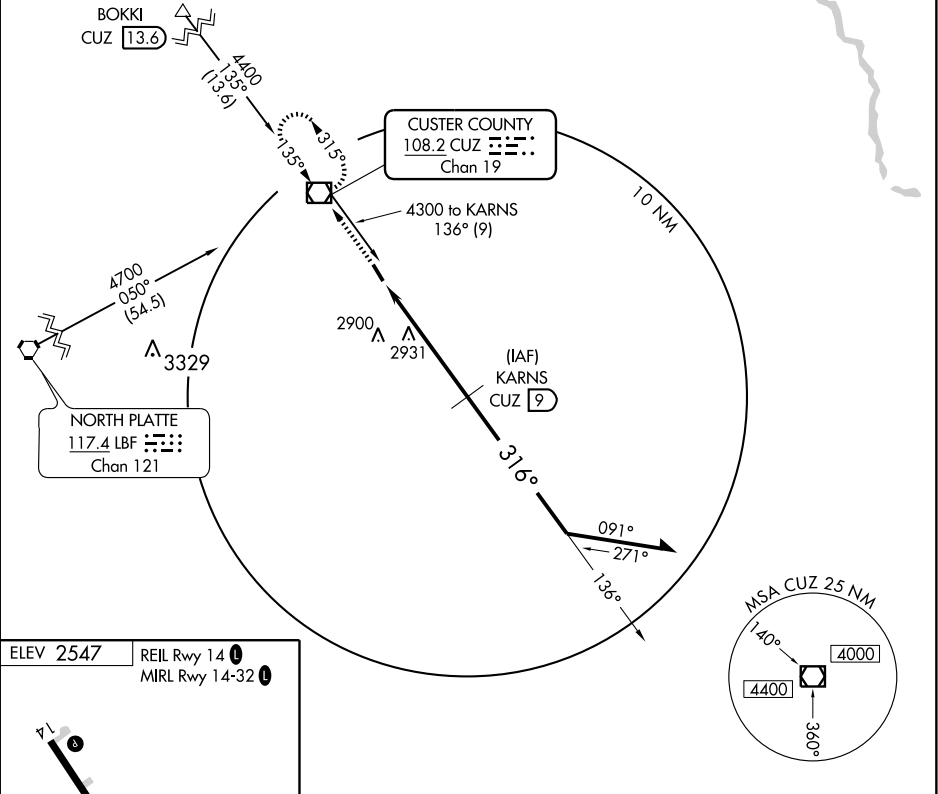 BOKKI
CUZ 13.6
4400
135°
(13.6)
135°
315°
CUSTER COUNTY
108.2 CUZ
Chan 19
4300 to KARNS
136° (9)
10 NM
4700
050°
(54.5)
3329
2900
2931
(IAF)
KARNS
CUZ 9
NORTH PLATTE
117.4 LBF
Chan 121
316°
091°
271°
136°
MSA CUZ 25 NM
140°
4000
4400
360°
ELEV 2547
REIL Rwy 14 L
MIRL Rwy 14-32 L
14
P